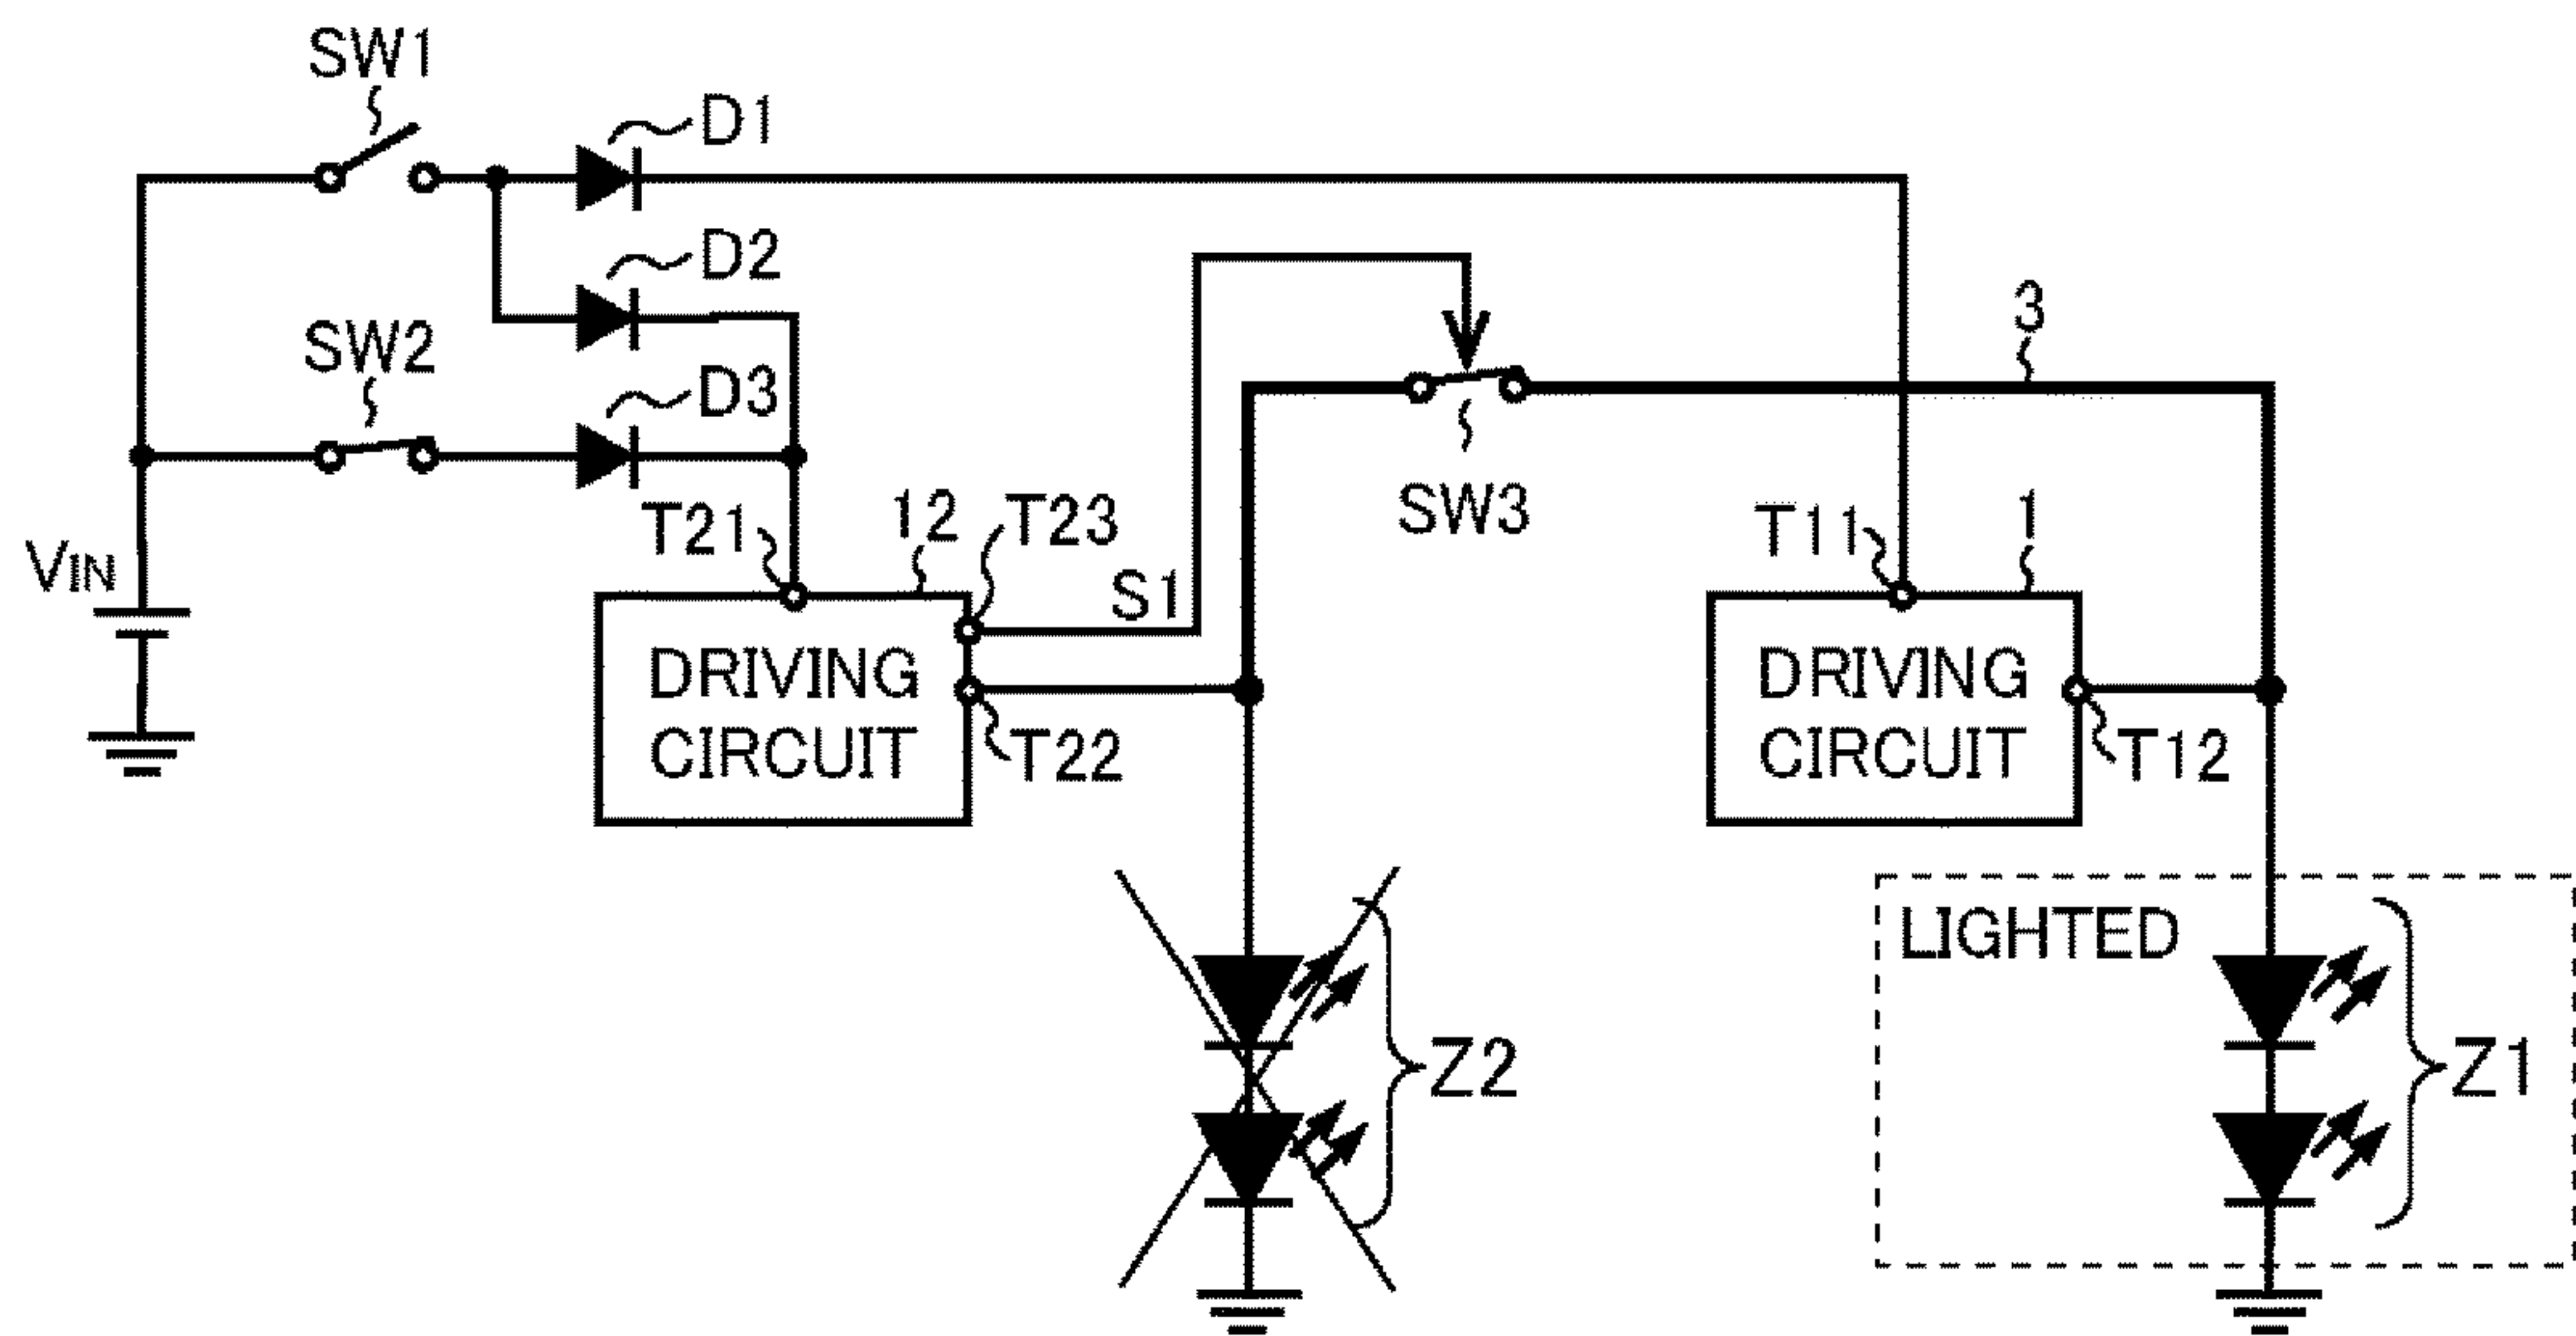 SW1
D1
D2
SW2
D3
3
T21
12
T23
SW3
T11
1
VIN
S1
DRIVING
CIRCUIT
T22
DRIVING
CIRCUIT
T12
LIGHTED
Z2
Z1